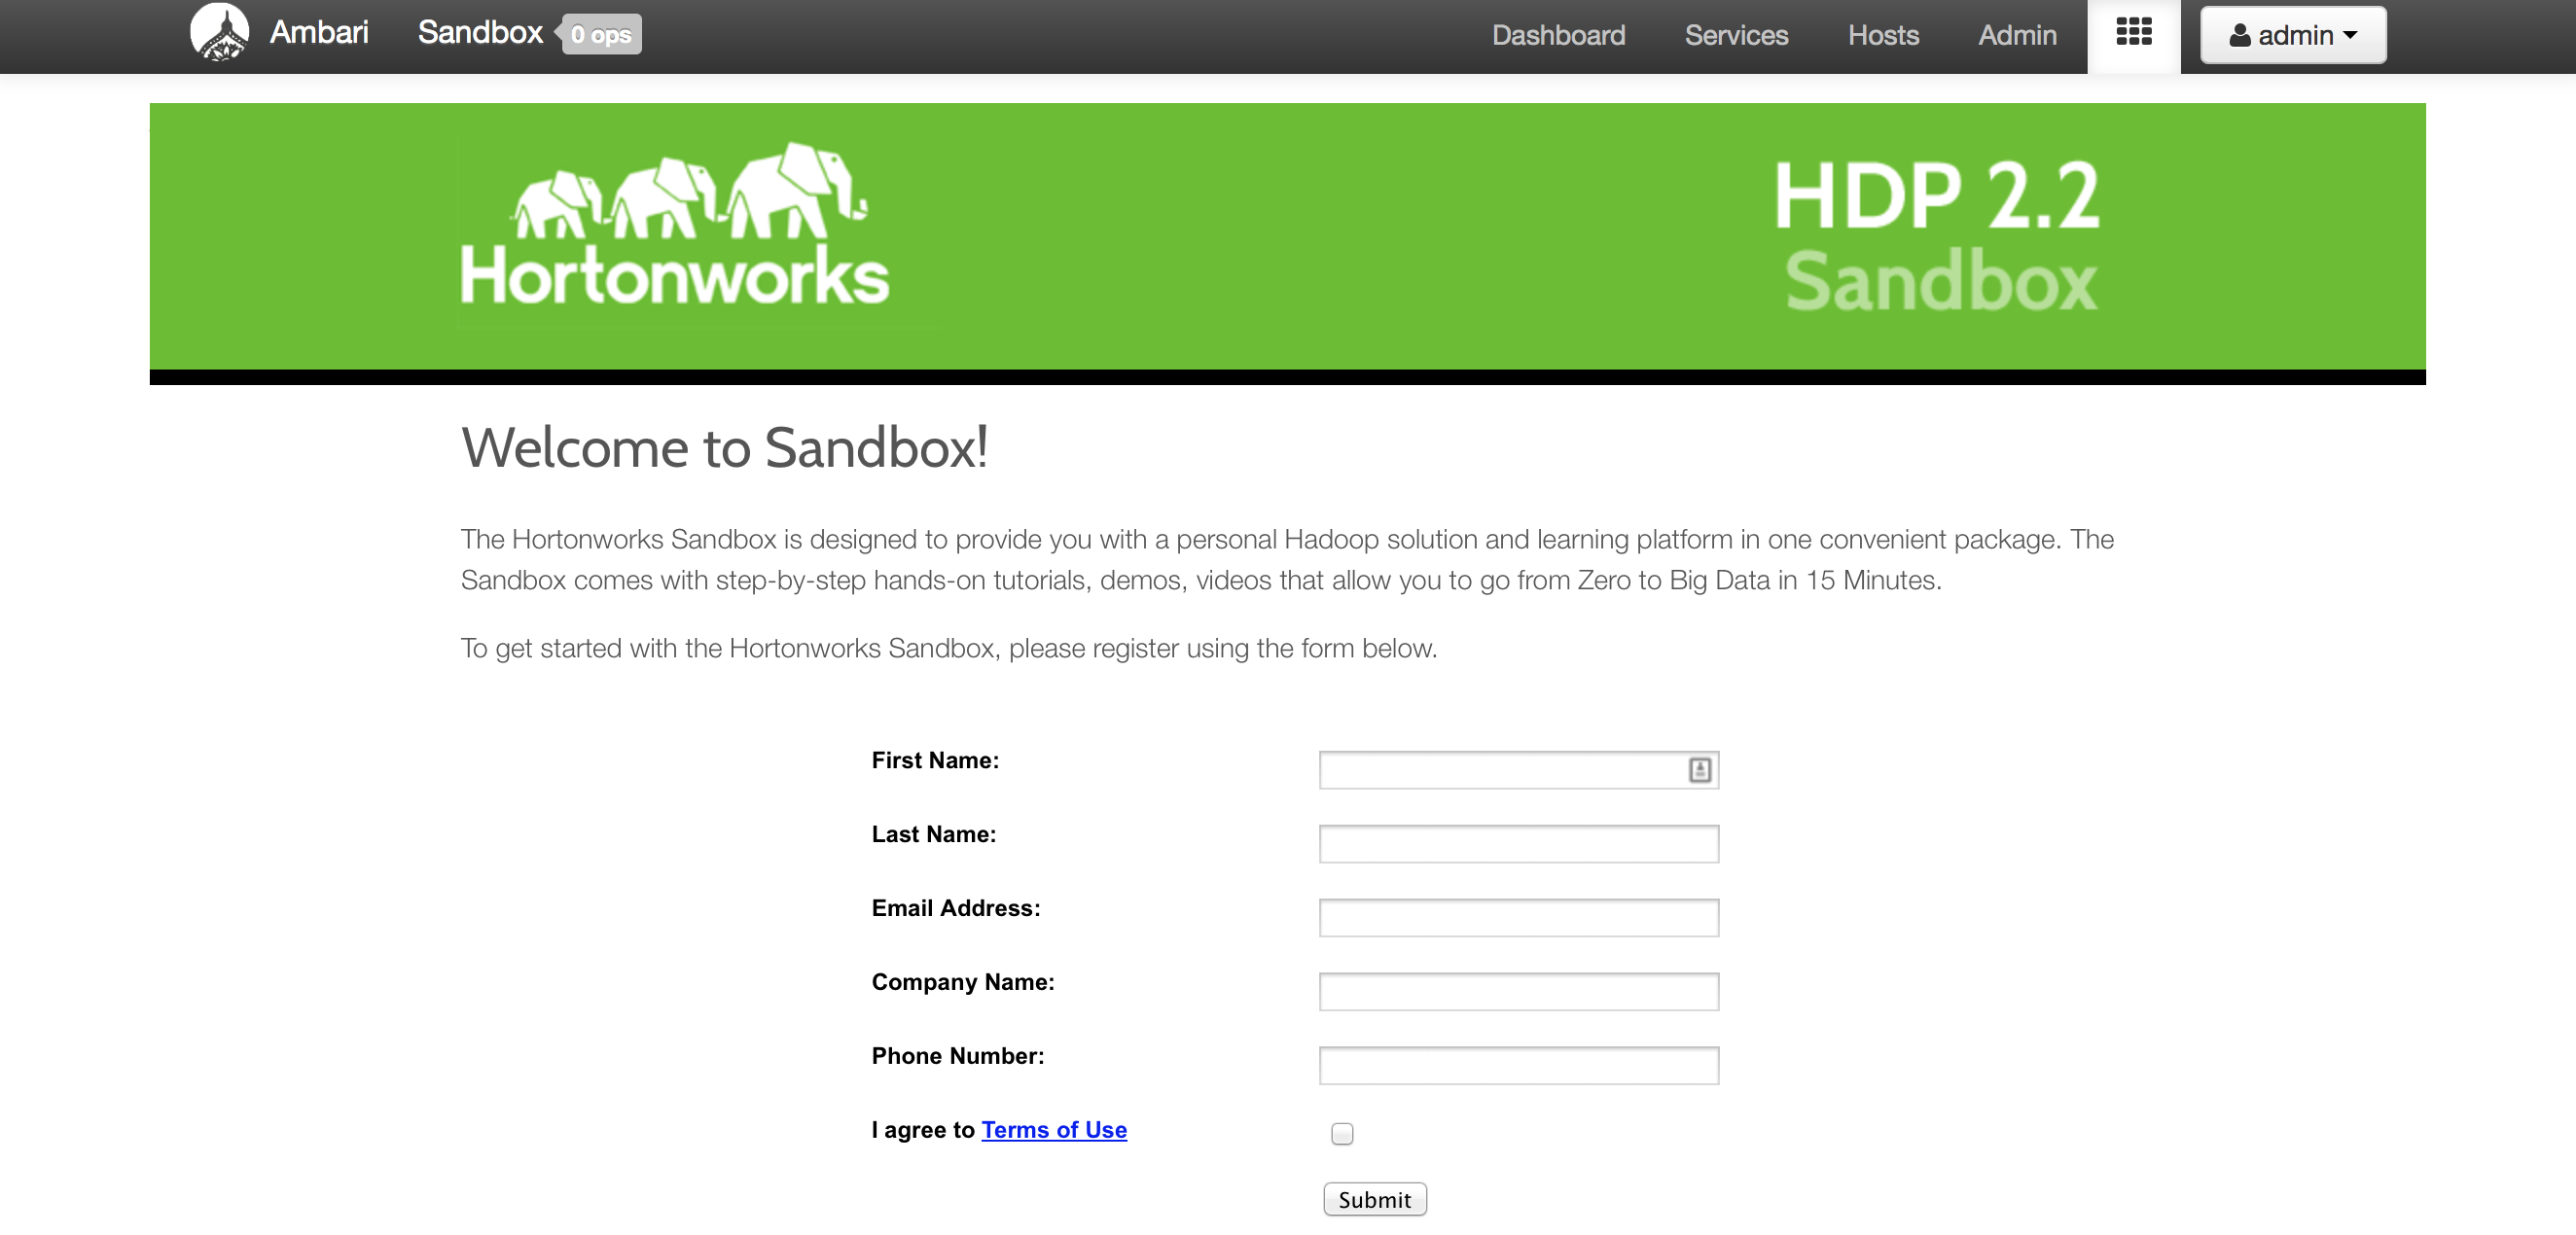 Ambari Sandbox 0 ops Dashboard Services Hosts Admin admin
Hortonworks
HDP 2.2
Sandbox
Welcome to Sandbox!
The Hortonworks Sandbox is designed to provide you with a personal Hadoop solution and learning platform in one convenient package. The
Sandbox comes with step-by-step hands-on tutorials, demos, videos that allow you to go from Zero to Big Data in 15 Minutes.
To get started with the Hortonworks Sandbox, please register using the form below.
First Name:
Last Name:
Email Address:
Company Name:
Phone Number:
I agree to Terms of Use
Submit